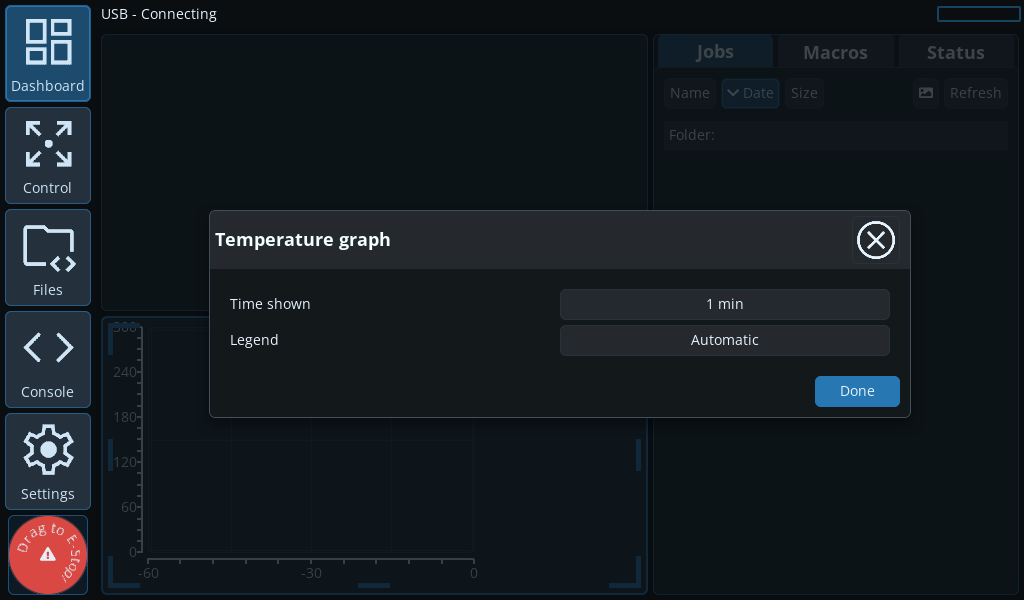 USB - Connecting
Dashboard
Control
Files
Console
Settings
Drag to E-Stop!
Jobs Macros Status
Name Date Size Refresh
Folder:
Temperature graph
Time shown 1 min
Legend Automatic
Done
300
240
180
120
60
0
-60 -30 0